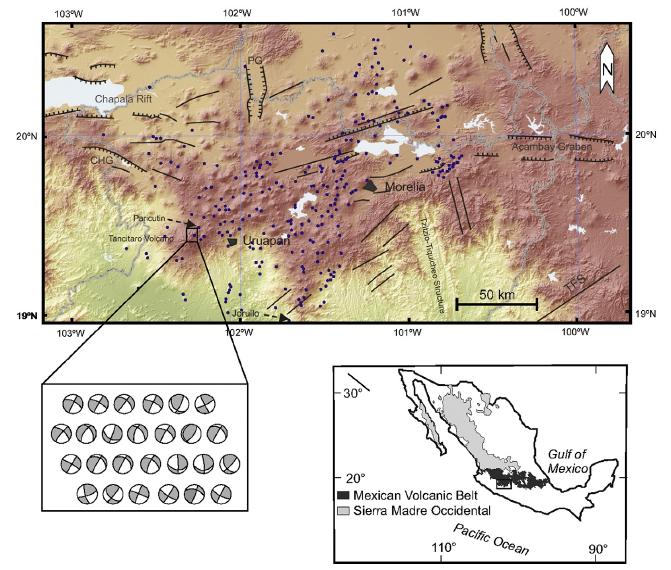 103°W
102°W
101°W
100°W
N
PG
Chapala Rift
20°N
20°N
Acambay Graben
CHG
Morelia
Paricutin
Tancitaro Volcano
Uruapan
Tzitzio-Tiquicheo Structure
TFS
50 km
Jorullo
19°N
19°N
103°W
102°W
101°W
100°W
30°
Gulf of
Mexico
20°
Mexican Volcanic Belt
Sierra Madre Occidental
Pacific Ocean
110°
90°